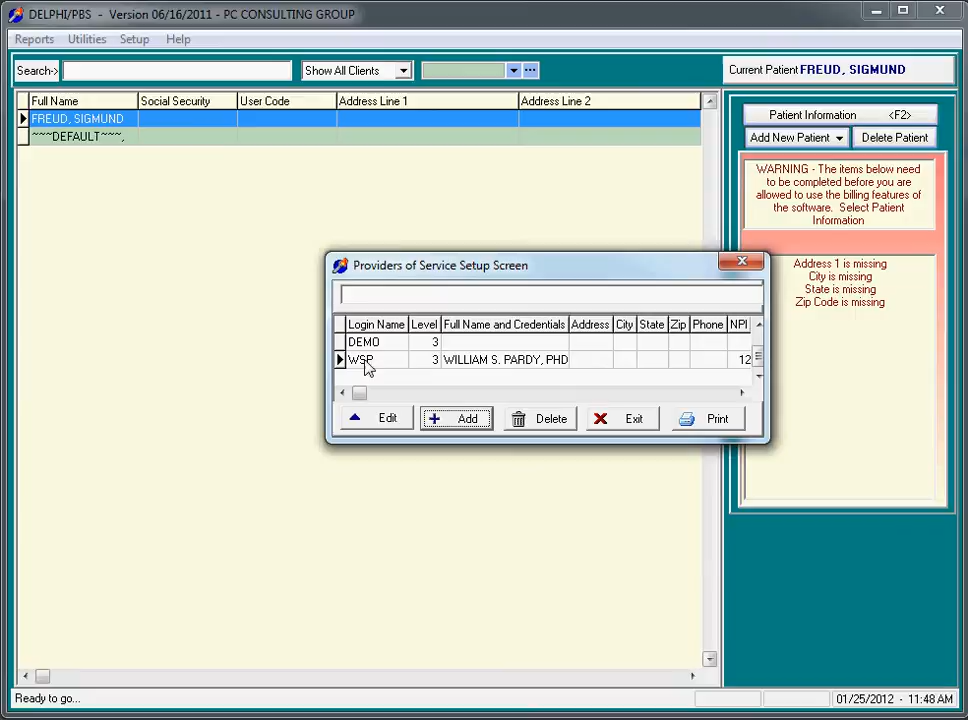 DELPHI/PBS - Version 06/16/2011 - PC CONSULTING GROUP
Reports Utilities Setup Help
Search-> Show All Clients Current Patient FREUD, SIGMUND
Full Name Social Security User Code Address Line 1 Address Line 2
FREUD, SIGMUND
~~~DEFAULT~~~,
Patient Information <F2>
Add New Patient Delete Patient
WARNING - The items below need
to be completed before you are
allowed to use the billing features of
the software. Select Patient
Information
Address 1 is missing
City is missing
State is missing
Zip Code is missing
Providers of Service Setup Screen
Login Name Level Full Name and Credentials Address City State Zip Phone NPI
DEMO 3
WSP 3 WILLIAM S. PARDY, PHD 12
Edit Add Delete Exit Print
Ready to go... 01/25/2012 - 11:48 AM